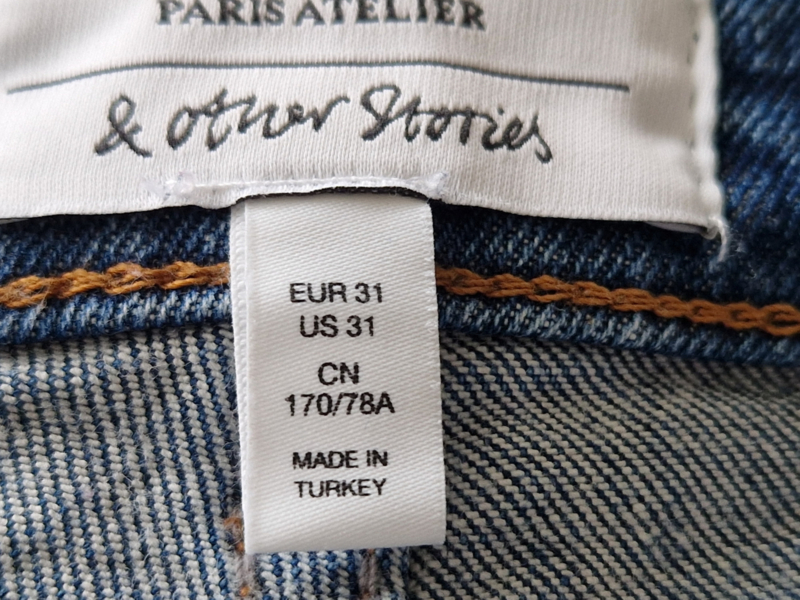 PARIS ATELIER
& other Stories
EUR 31
US 31
CN
170/78A
MADE IN
TURKEY